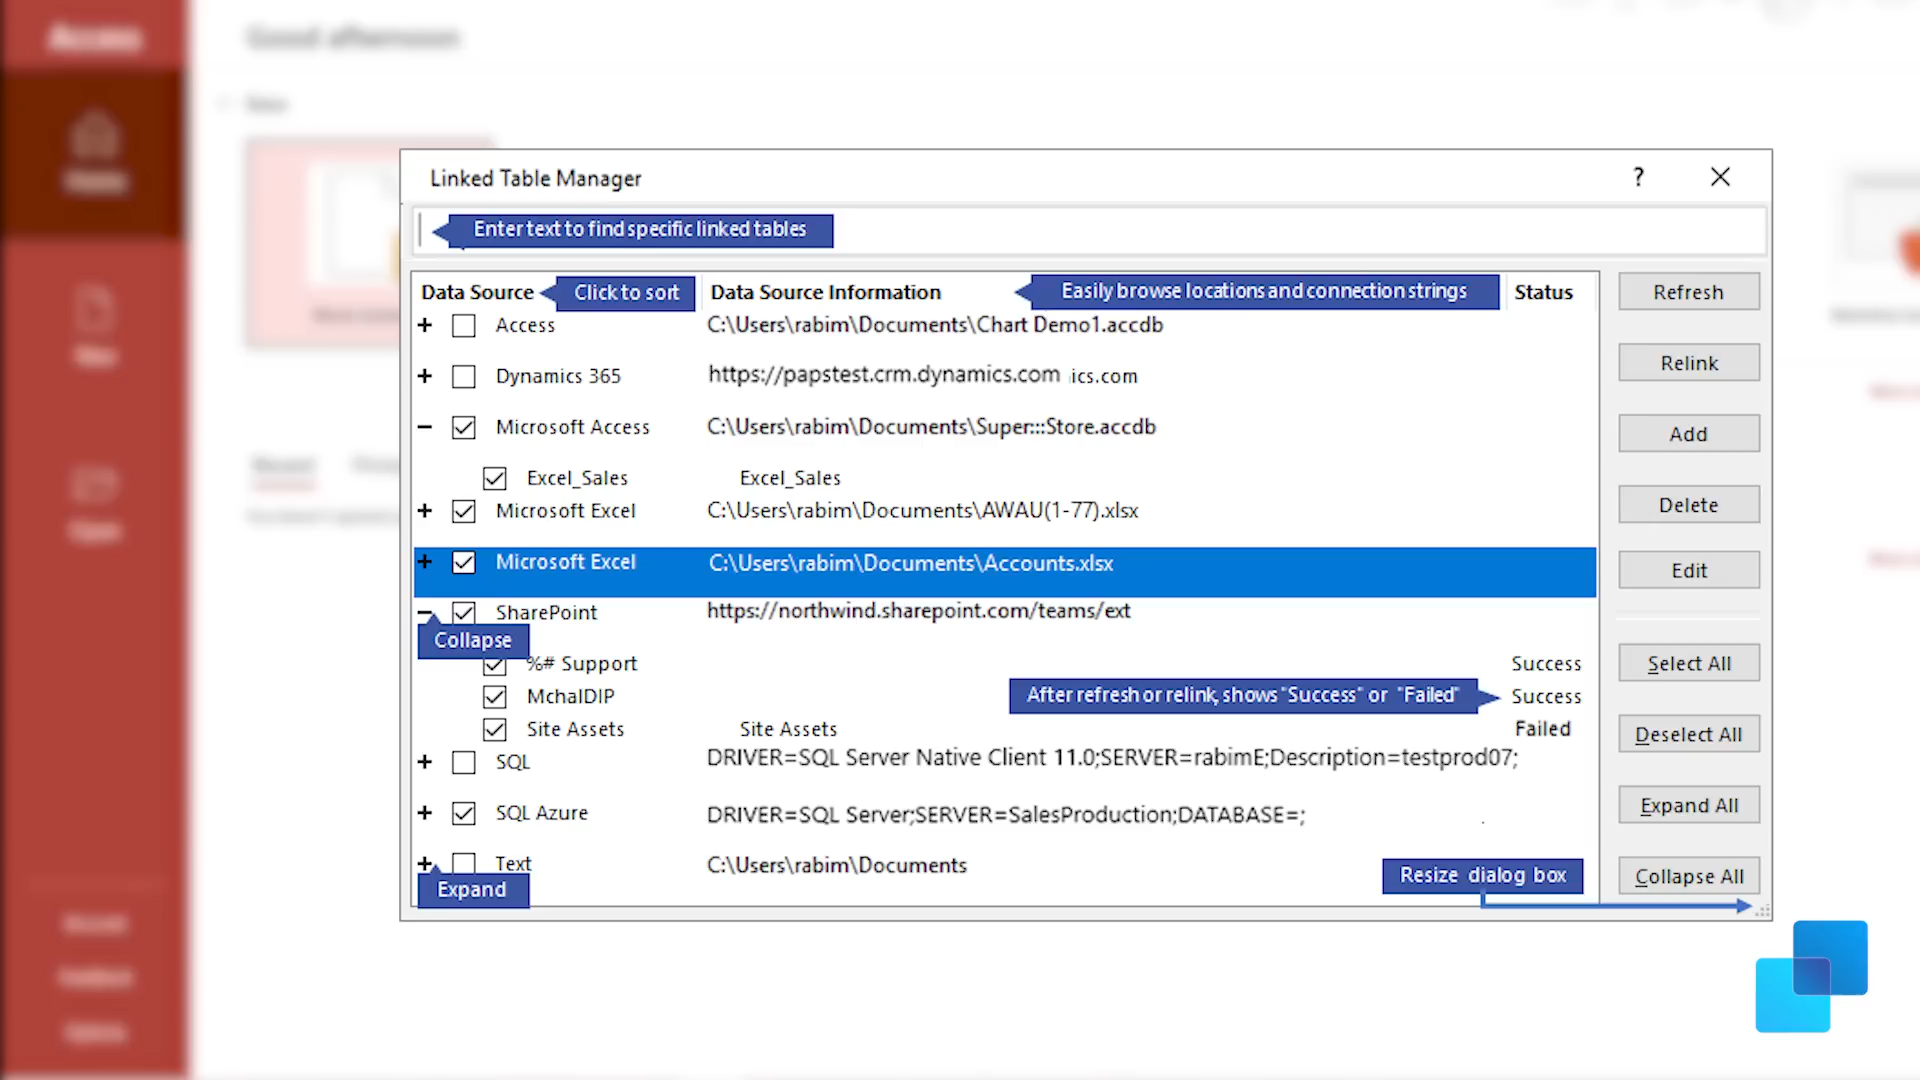 Access
Good afternoon
Home
Linked Table Manager
?
Enter text to find specific linked tables
Data Source
Click to sort
Data Source Information
Easily browse locations and connection strings
Status
Refresh
+ Access C:\Users\rabim\Documents\Chart Demo1.accdb
Relink
+ Dynamics 365 https://papstest.crm.dynamics.com ics.com
− Microsoft Access C:\Users\rabim\Documents\Super:::Store.accdb
Add
Excel_Sales Excel_Sales
+ Microsoft Excel C:\Users\rabim\Documents\AWAU(1-77).xlsx
Delete
+ Microsoft Excel C:\Users\rabim\Documents\Accounts.xlsx
Edit
− SharePoint https://northwind.sharepoint.com/teams/ext
Collapse
%# Support Success
Select All
MchalDIP
After refresh or relink, shows "Success" or "Failed"
Success
Site Assets Site Assets Failed
Deselect All
+ SQL DRIVER=SQL Server Native Client 11.0;SERVER=rabimE;Description=testprod07;
+ SQL Azure DRIVER=SQL Server;SERVER=SalesProduction;DATABASE=;
Expand All
+ Text C:\Users\rabim\Documents
Expand
Resize dialog box
Collapse All